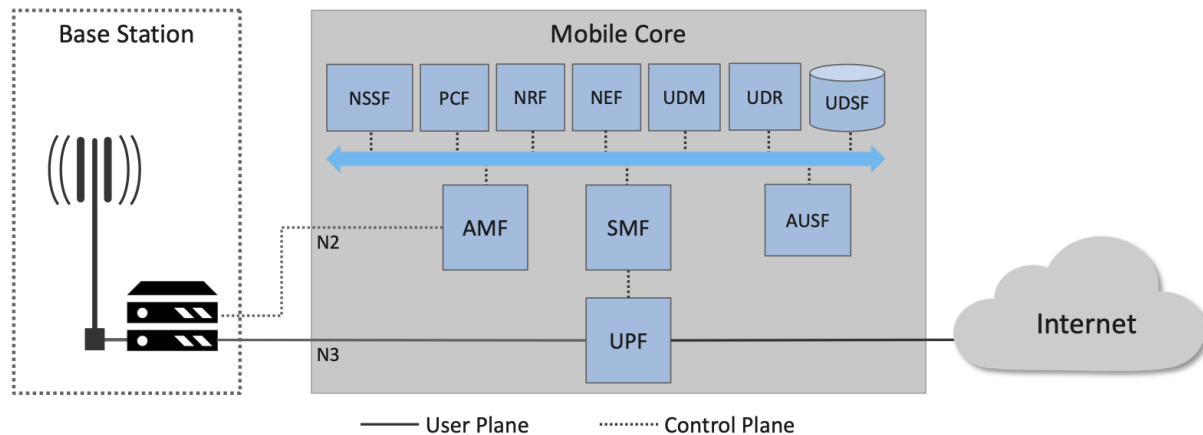 Base Station
Mobile Core
NSSF
PCF
NRF
NEF
UDM
UDR
UDSF
AMF
SMF
AUSF
N2
UPF
N3
Internet
User Plane
Control Plane